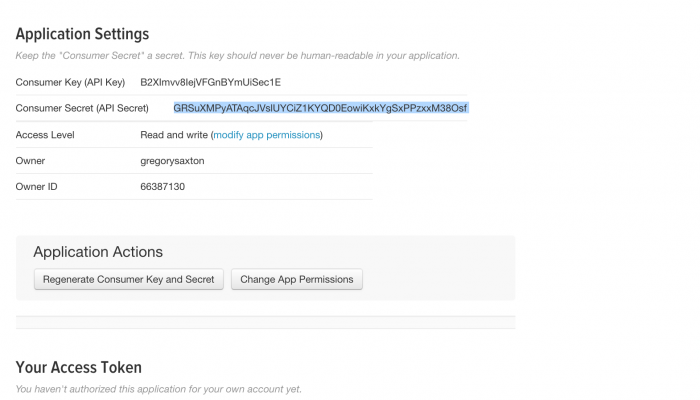 Application Settings
Keep the "Consumer Secret" a secret. This key should never be human-readable in your application.
Consumer Key (API Key)
Consumer Secret (API Secret)
Access Level Read and write (modify app permissions)
Owner gregorysaxton
Owner ID 66387130
Application Actions
Regenerate Consumer Key and Secret Change App Permissions
Your Access Token
You haven't authorized this application for your own account yet.